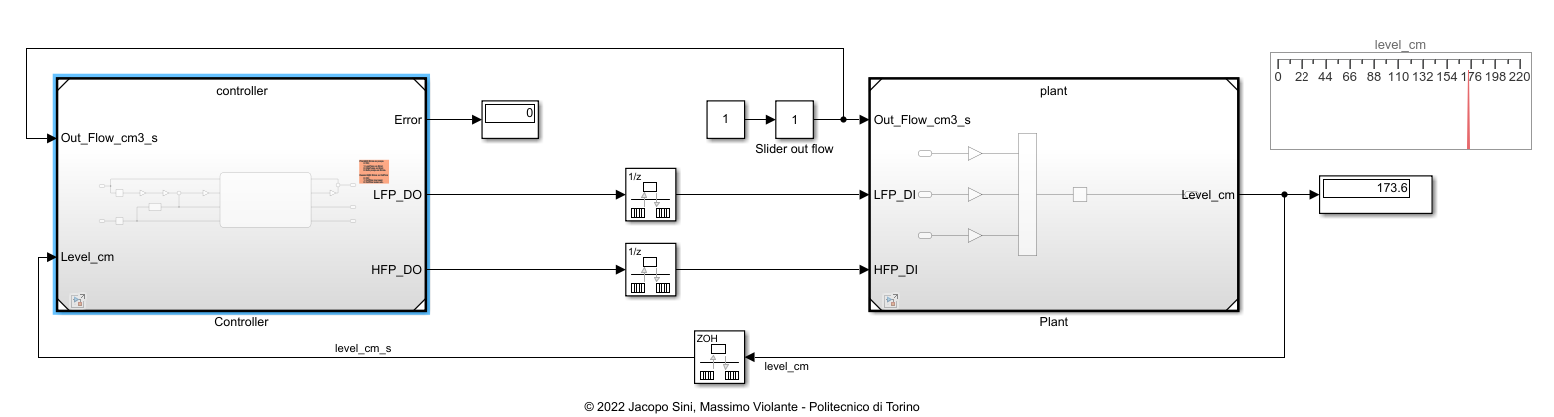 level_cm
0 22 44 66 88 110 132 154 176 198 220
controller
plant
Out_Flow_cm3_s
Error
0
1
1
Slider out flow
Out_Flow_cm3_s
LFP_DO
1/z
LFP_DI
Level_cm
173.6
Level_cm
HFP_DO
1/z
HFP_DI
Controller
Plant
ZOH
level_cm_s
level_cm
© 2022 Jacopo Sini, Massimo Violante - Politecnico di Torino